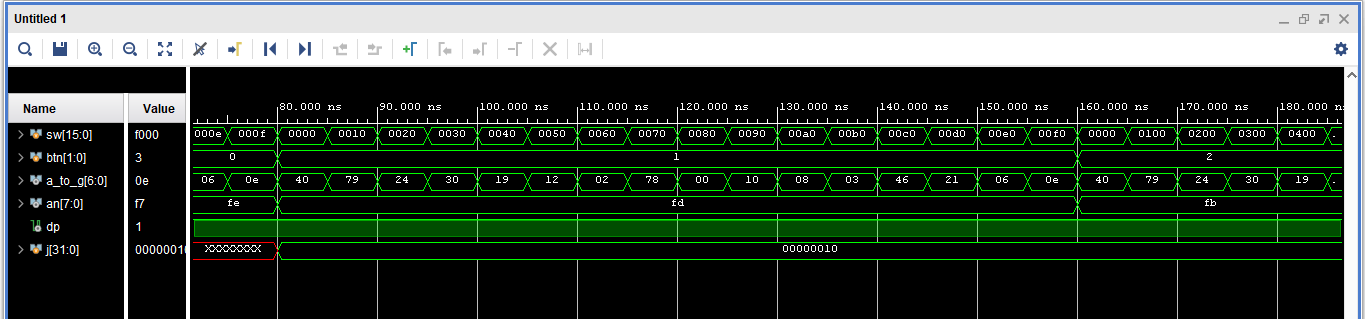 Untitled 1
80.000 ns 90.000 ns 100.000 ns 110.000 ns 120.000 ns 130.000 ns 140.000 ns 150.000 ns 160.000 ns 170.000 ns 180.000 ns
Name Value
sw[15:0] f000 000e 000f 0000 0010 0020 0030 0040 0050 0060 0070 0080 0090 00a0 00b0 00c0 00d0 00e0 00f0 0000 0100 0200 0300 0400 .
btn[1:0] 3 0 1 2
a_to_g[6:0] 0e 06 0e 40 79 24 30 19 12 02 78 00 10 08 03 46 21 06 0e 40 79 24 30 19 .
an[7:0] f7 fe fd fb
dp 1
j[31:0] 00000010 XXXXXXXX 00000010